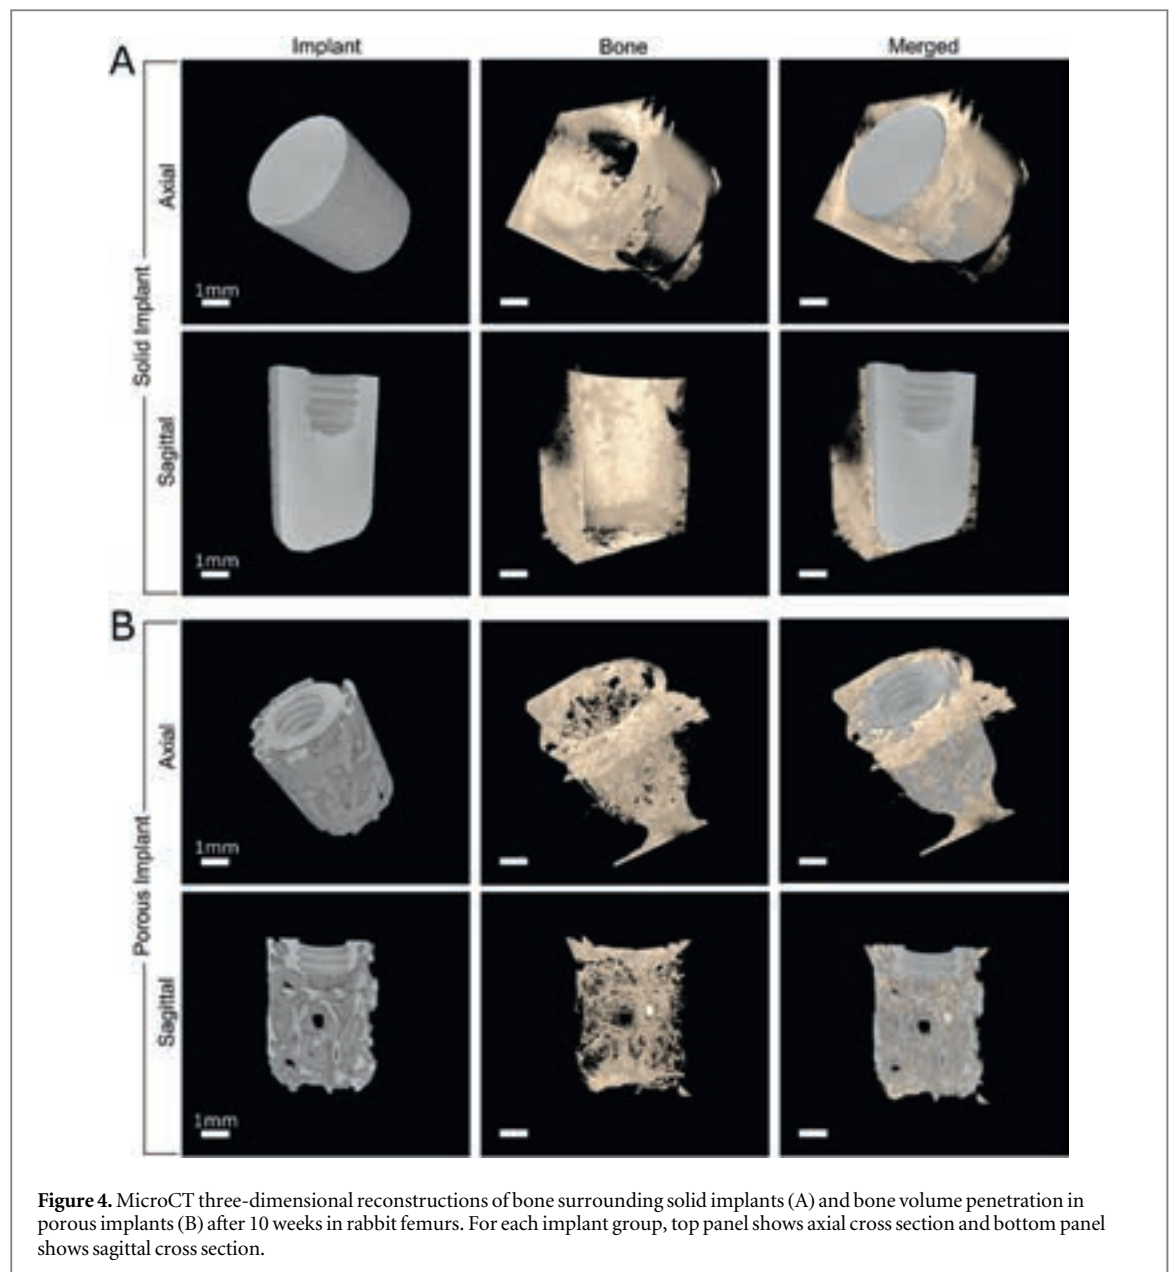 Implant Bone Merged
A
Axial
1mm
Solid Implant
Sagittal
1mm
B
Axial
1mm
Porous Implant
Sagittal
1mm
Figure 4. MicroCT three-dimensional reconstructions of bone surrounding solid implants (A) and bone volume penetration in
porous implants (B) after 10 weeks in rabbit femurs. For each implant group, top panel shows axial cross section and bottom panel
shows sagittal cross section.